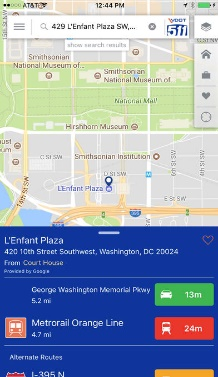 AT&T
12:44 PM
429 L'Enfant Plaza SW,...
VDOT
511
show search results
Smithsonian
National Museum of...
Smithsonian
National Museum of...
National Mall
Hirshhorn Museum
Smithsonian Institution
C St SW
L'Enfant Plaza
6th St SW
E St SW
L'Enfant Plaza
420 10th Street Southwest, Washington, DC 20024
From Court House
Provided by Google
George Washington Memorial Pkwy
5.2 mi
13m
Metrorail Orange Line
4.7 mi
24m
Alternate Routes
I-395 N